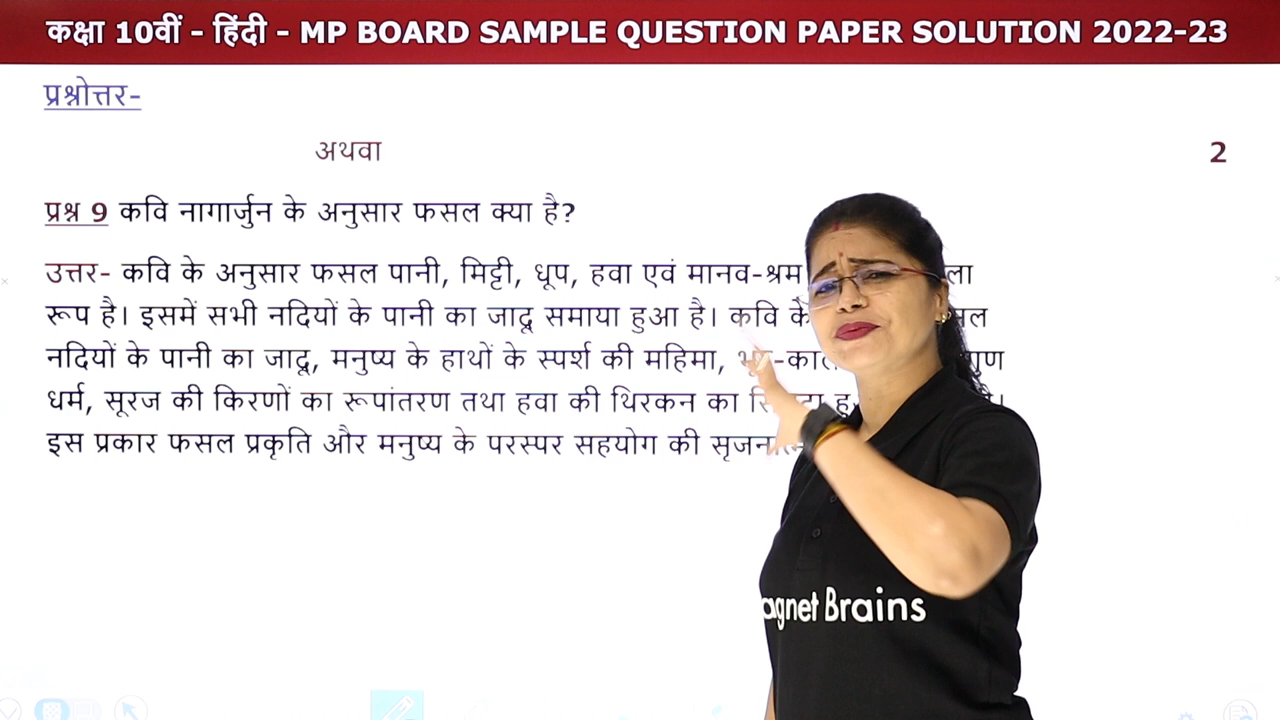 कक्षा 10वीं - हिंदी - MP BOARD SAMPLE QUESTION PAPER SOLUTION 2022-23
प्रश्नोत्तर-
अथवा 2
प्रश्न 9 कवि नागार्जुन के अनुसार फसल क्या है?
उत्तर- कवि के अनुसार फसल पानी, मिट्टी, धूप, हवा एवं मानव-श्रम
रूप है। इसमें सभी नदियों के पानी का जादू समाया हुआ है। कवि के
नदियों के पानी का जादू, मनुष्य के हाथों के स्पर्श की महिमा,
धर्म, सूरज की किरणों का रूपांतरण तथा हवा की थिरकन का
इस प्रकार फसल प्रकृति और मनुष्य के परस्पर सहयोग की
agnet Brains